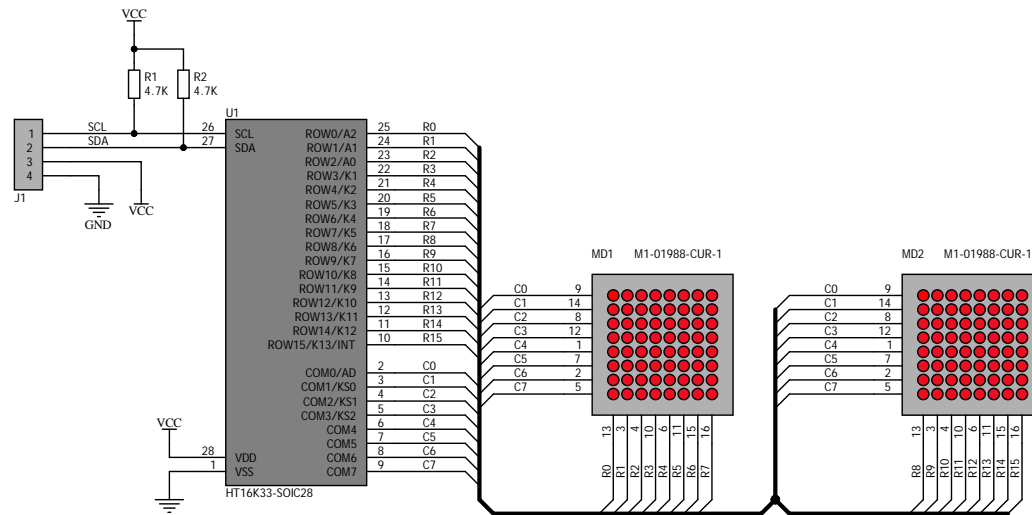 VCC
R1
4.7K
R2
4.7K
U1
J1
1 SCL 26 SCL
2 SDA 27 SDA
3
4
GND
VCC
ROW0/A2 25 R0
ROW1/A1 24 R1
ROW2/A0 23 R2
ROW3/K1 22 R3
ROW4/K2 21 R4
ROW5/K3 20 R5
ROW6/K4 19 R6
ROW7/K5 18 R7
ROW8/K6 17 R8
ROW9/K7 16 R9
ROW10/K8 15 R10
ROW11/K9 14 R11
ROW12/K10 13 R12
ROW13/K11 12 R13
ROW14/K12 11 R14
ROW15/K13/INT 10 R15
COM0/AD 2 C0
COM1/KS0 3 C1
COM2/KS1 4 C2
COM3/KS2 5 C3
COM4 6 C4
COM5 7 C5
COM6 8 C6
COM7 9 C7
VCC
28 VDD
1 VSS
HT16K33-SOIC28
MD1 M1-01988-CUR-1
C0 9
C1 14
C2 8
C3 12
C4 1
C5 7
C6 2
C7 5
13 3 4 10 6 11 15 16
R0 R1 R2 R3 R4 R5 R6 R7
MD2 M1-01988-CUR-1
C0 9
C1 14
C2 8
C3 12
C4 1
C5 7
C6 2
C7 5
13 3 4 10 6 11 15 16
R8 R9 R10 R11 R12 R13 R14 R15